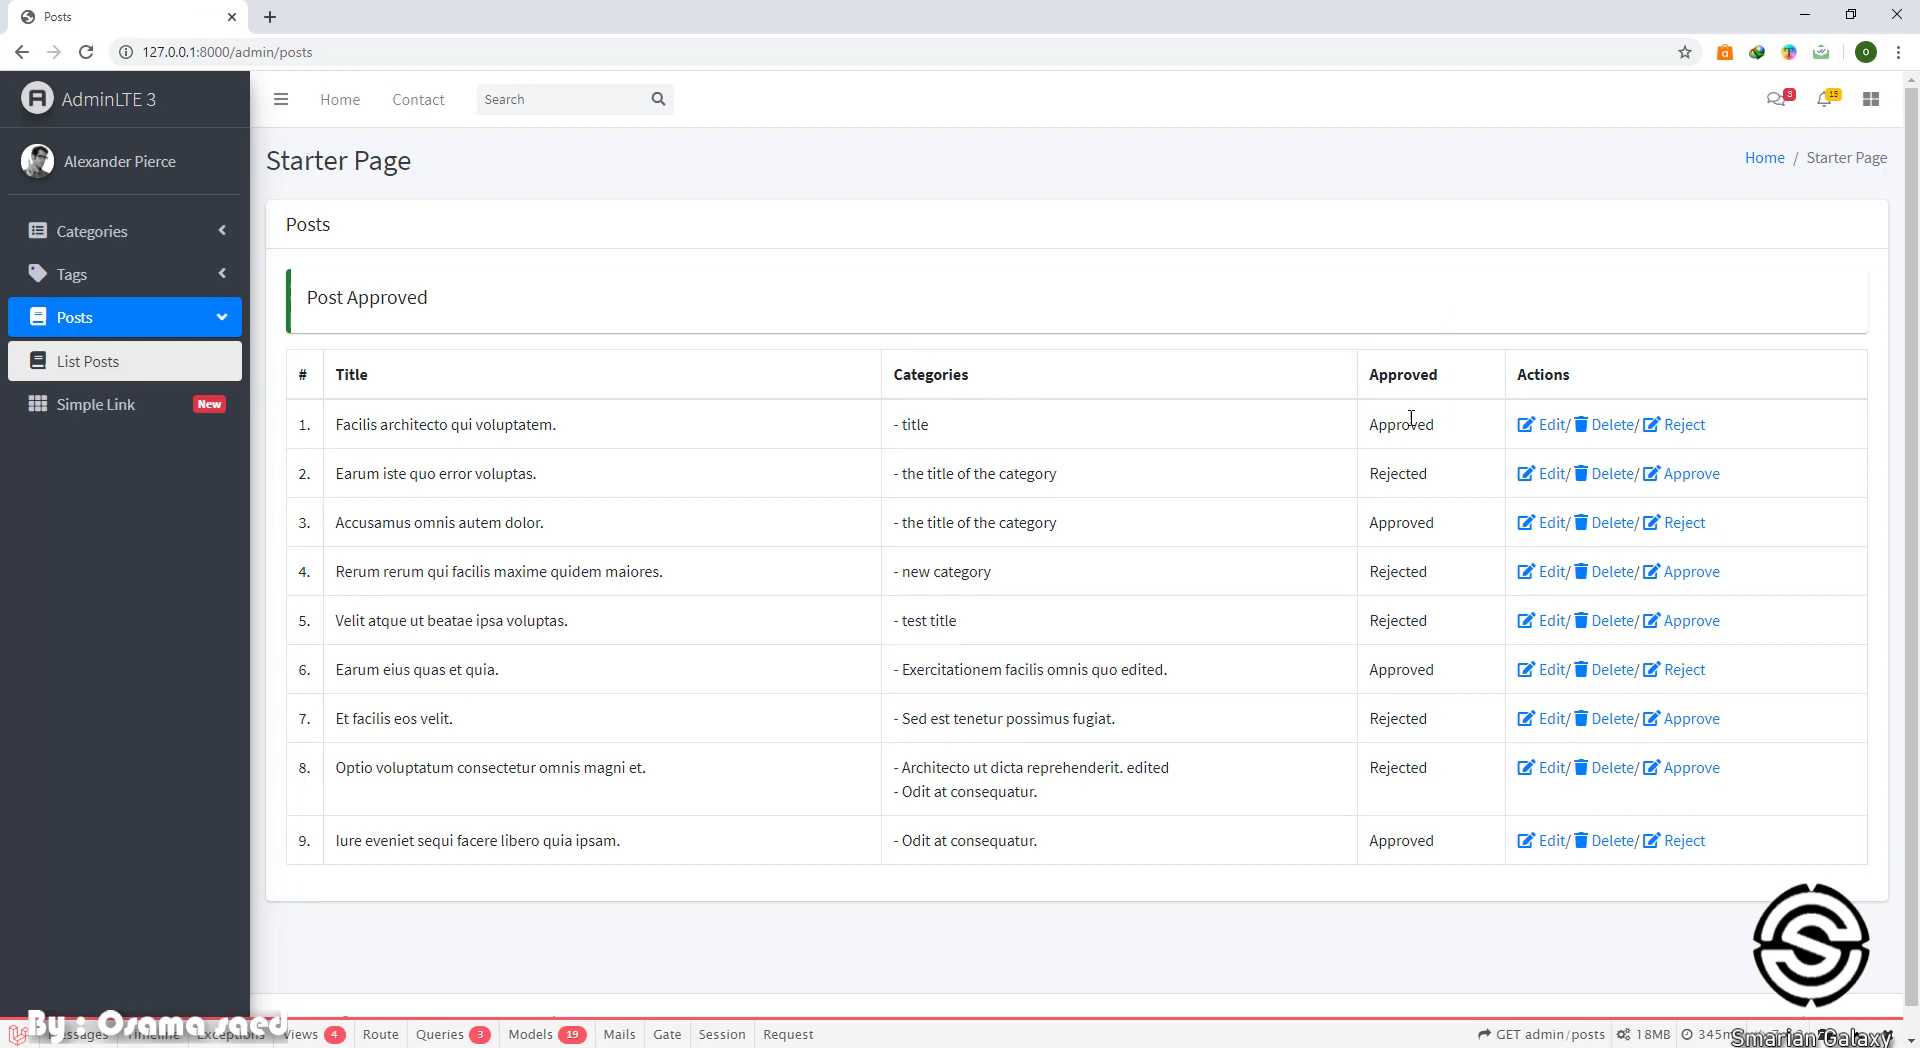 Posts
127.0.0.1:8000/admin/posts
o
AdminLTE 3
Home
Contact
Search
3
15
Alexander Pierce
Starter Page
Home / Starter Page
Categories
Tags
Posts
List Posts
Simple Link
New
Posts
Post Approved
# Title Categories Approved Actions
1. Facilis architecto qui voluptatem. - title Approved Edit/ Delete/ Reject
2. Earum iste quo error voluptas. - the title of the category Rejected Edit/ Delete/ Approve
3. Accusamus omnis autem dolor. - the title of the category Approved Edit/ Delete/ Reject
4. Rerum rerum qui facilis maxime quidem maiores. - new category Rejected Edit/ Delete/ Approve
5. Velit atque ut beatae ipsa voluptas. - test title Rejected Edit/ Delete/ Approve
6. Earum eius quas et quia. - Exercitationem facilis omnis quo edited. Approved Edit/ Delete/ Reject
7. Et facilis eos velit. - Sed est tenetur possimus fugiat. Rejected Edit/ Delete/ Approve
8. Optio voluptatum consectetur omnis magni et. - Architecto ut dicta reprehenderit. edited Rejected Edit/ Delete/ Approve
- Odit at consequatur.
9. Iure eveniet sequi facere libero quia ipsam. - Odit at consequatur. Approved Edit/ Delete/ Reject
By : Osama saed
Messages Timeline Exceptions Views 4 Route Queries 3 Models 19 Mails Gate Session Request
GET admin/posts 18MB 345m
Smarian Galaxy